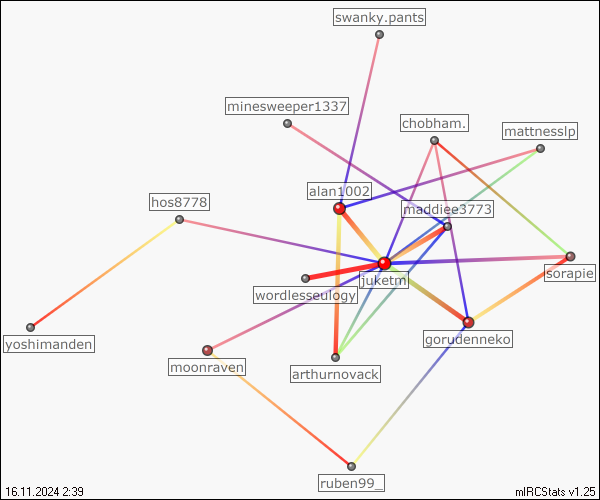 swanky.pants
minesweeper1337
chobham.
mattnesslp
alan1002
hos8778
maddiee3773
sorapie
juketm
wordlesseulogy
gorudenneko
yoshimanden
moonraven
arthurnovack
ruben99_
16.11.2024 2:39
mIRCStats v1.25